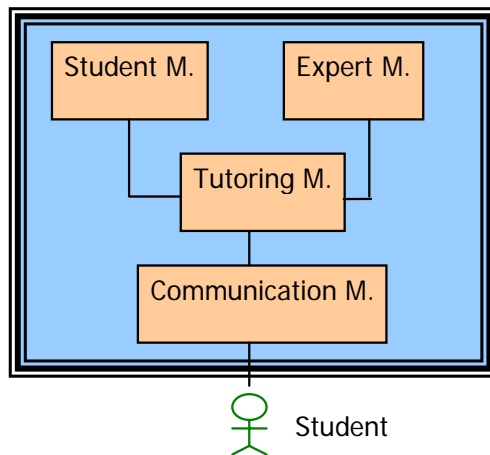 Student M.
Expert M.
Tutoring M.
Communication M.
Student